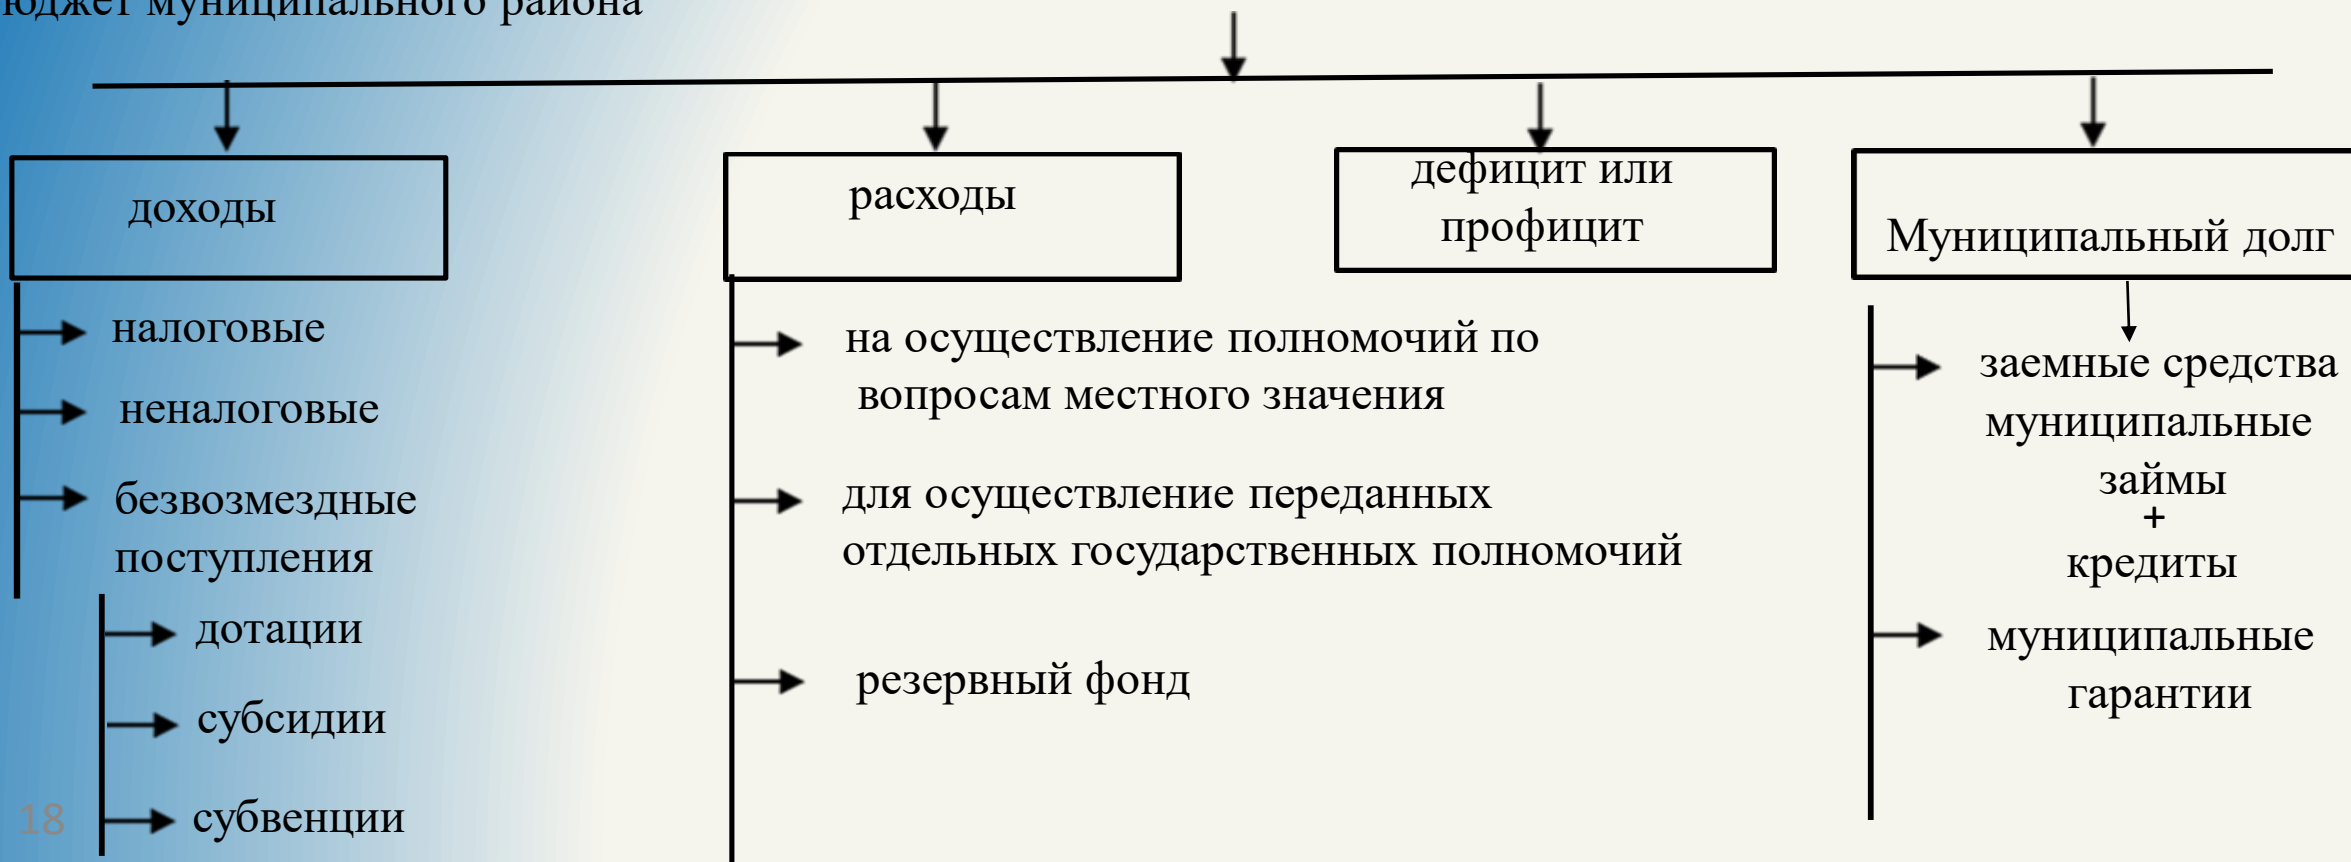 юджет муниципального района
доходы
налоговые
неналоговые
безвозмездные
поступления
дотации
субсидии
субвенции
расходы
на осуществление полномочий по
вопросам местного значения
для осуществление переданных
отдельных государственных полномочий
резервный фонд
дефицит или
профицит
Муниципальный долг
заемные средства
муниципальные
займы
+
кредиты
муниципальные
гарантии
18